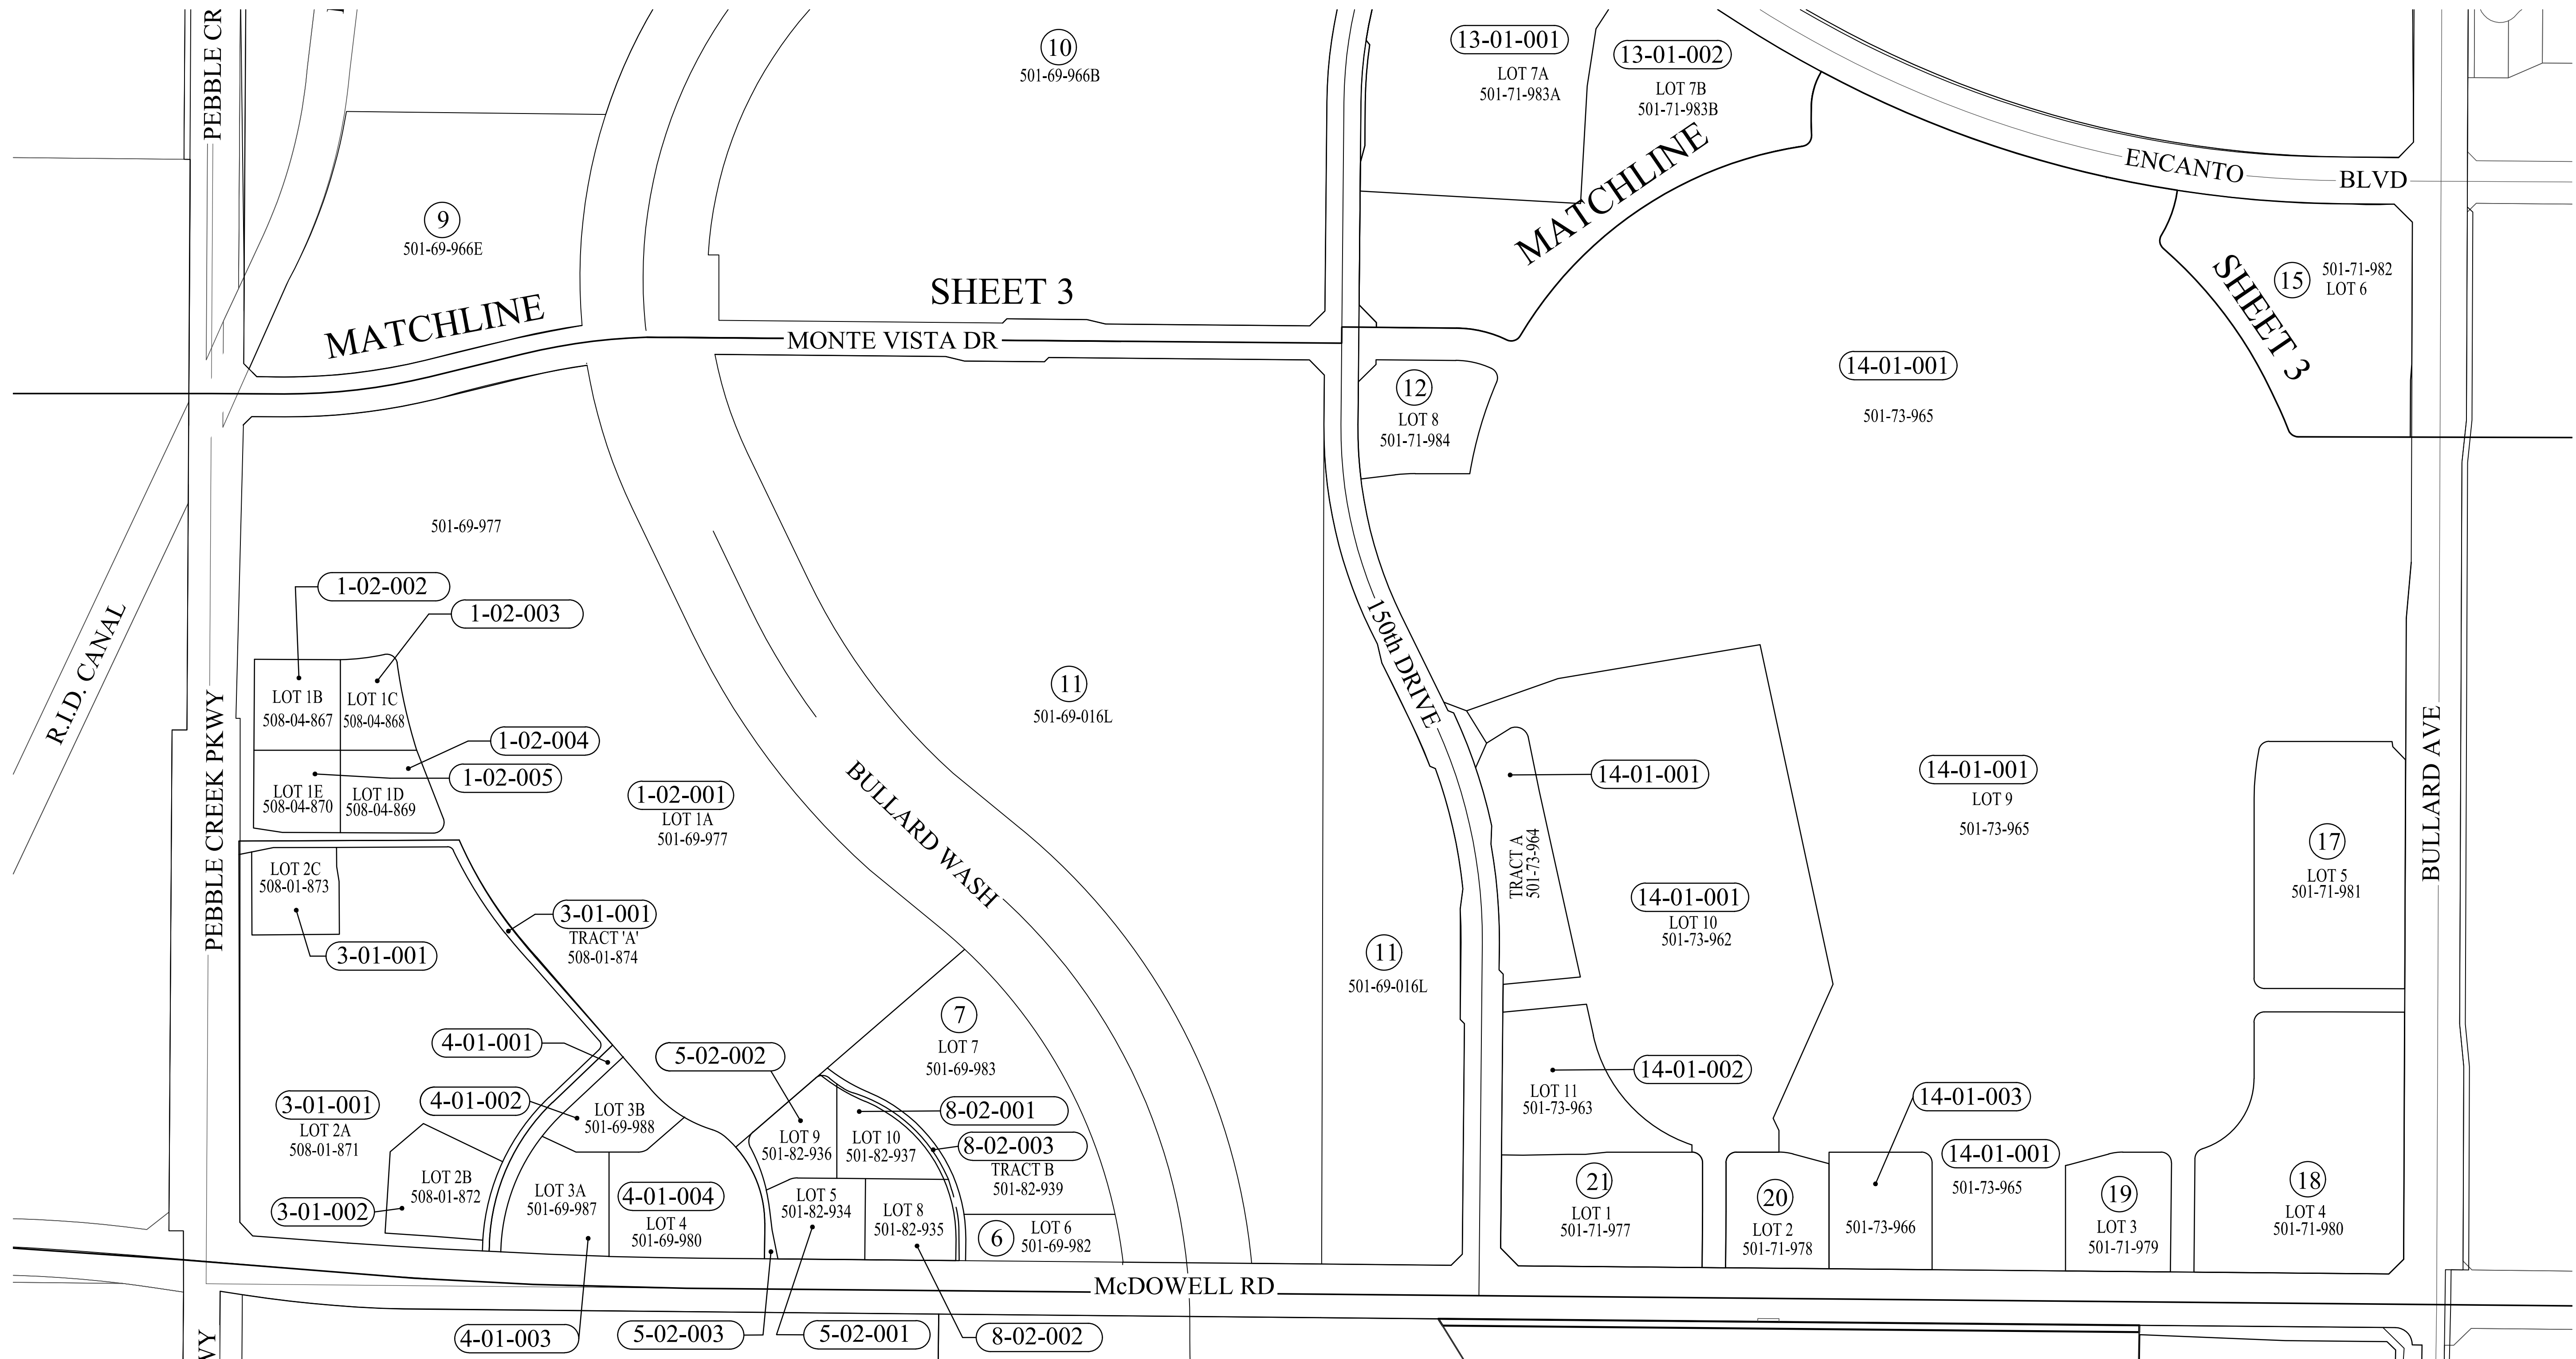 PEBBLE CR
10
501-69-966B
13-01-001
LOT 7A
501-71-983A
13-01-002
LOT 7B
501-71-983B
MATCHLINE
ENCANTO
BLVD
9
501-69-966E
MATCHLINE
SHEET 3
MONTE VISTA DR
SHEET 3
15
501-71-982
LOT 6
14-01-001
501-73-965
12
LOT 8
501-71-984
501-69-977
1-02-002
1-02-003
R.I.D. CANAL
PEBBLE CREEK PKWY
LOT 1B
508-04-867
LOT 1C
508-04-868
1-02-004
1-02-005
LOT 1E
508-04-870
LOT 1D
508-04-869
1-02-001
LOT 1A
501-69-977
BULLARD WASH
11
501-69-016L
150th DRIVE
14-01-001
TRACT A
501-73-964
14-01-001
LOT 9
501-73-965
BULLARD AVE
17
LOT 5
501-71-981
14-01-001
LOT 10
501-73-962
LOT 2C
508-01-873
3-01-001
3-01-001
TRACT 'A'
508-01-874
11
501-69-016L
4-01-001
4-01-002
5-02-002
7
LOT 7
501-69-983
14-01-002
LOT 11
501-73-963
14-01-003
14-01-001
501-73-965
3-01-001
LOT 2A
508-01-871
LOT 2B
508-01-872
3-01-002
LOT 3B
501-69-988
LOT 3A
501-69-987
4-01-004
LOT 4
501-69-980
LOT 9
501-82-936
LOT 10
501-82-937
8-02-001
8-02-003
TRACT B
501-82-939
LOT 5
501-82-934
LOT 8
501-82-935
6
LOT 6
501-69-982
21
LOT 1
501-71-977
20
LOT 2
501-71-978
501-73-966
19
LOT 3
501-71-979
18
LOT 4
501-71-980
McDOWELL RD
4-01-003
5-02-003
5-02-001
8-02-002
WY